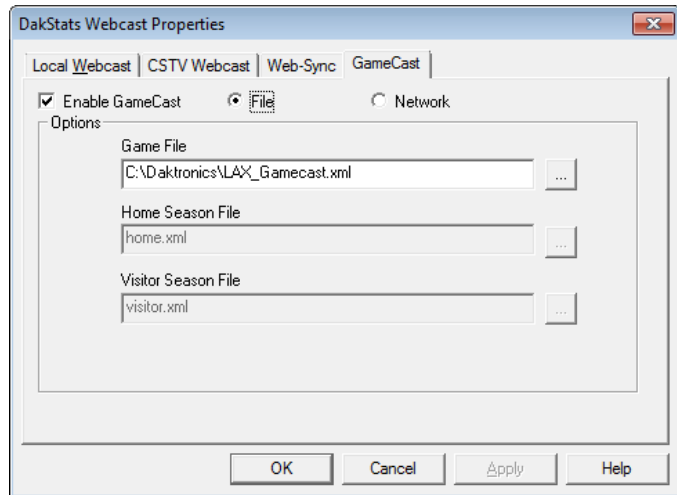 DakStats Webcast Properties
Local Webcast CSTV Webcast Web-Sync GameCast
Enable GameCast File Network
Options
Game File
C:\Daktronics\LAX_Gamecast.xml
...
Home Season File
home.xml
...
Visitor Season File
visitor.xml
...
OK Cancel Apply Help